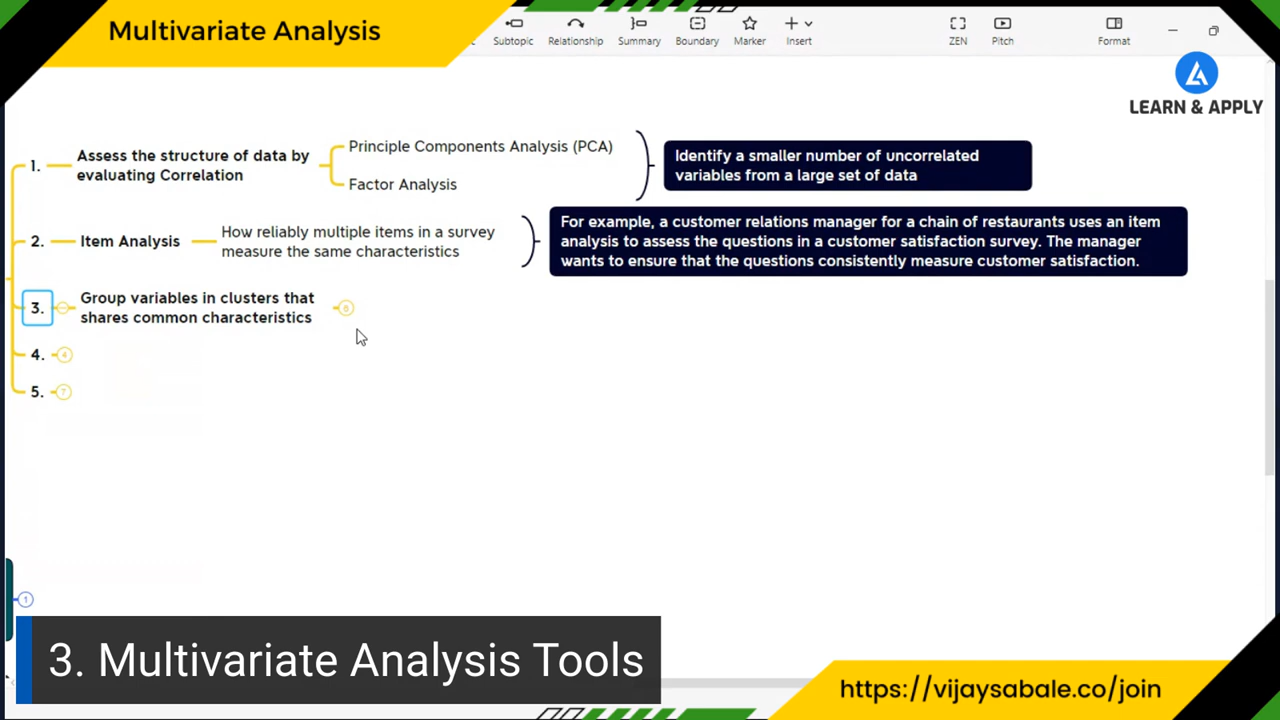 Multivariate Analysis
Subtopic
Relationship
Summary
Boundary
Marker
Insert
ZEN
Pitch
Format
LEARN & APPLY
1.
Assess the structure of data by
evaluating Correlation
Principle Components Analysis (PCA)
Factor Analysis
Identify a smaller number of uncorrelated
variables from a large set of data
2.
Item Analysis
How reliably multiple items in a survey
measure the same characteristics
For example, a customer relations manager for a chain of restaurants uses an item
analysis to assess the questions in a customer satisfaction survey. The manager
wants to ensure that the questions consistently measure customer satisfaction.
3.
Group variables in clusters that
shares common characteristics
6
4.
4
5.
7
1
3. Multivariate Analysis Tools
https://vijaysabale.co/join